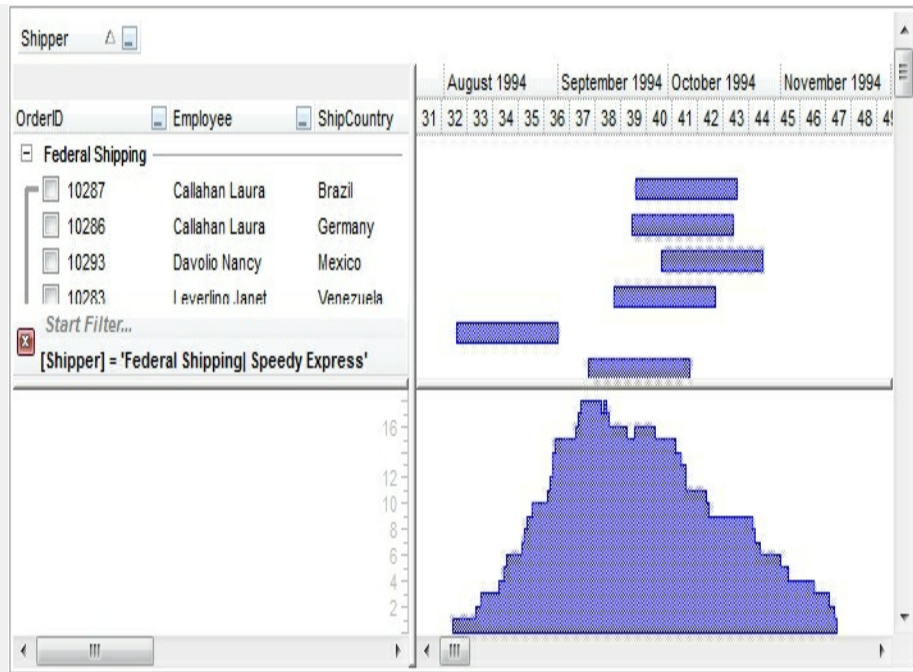 Shipper
August 1994 September 1994 October 1994 November 1994
OrderID Employee ShipCountry 31 32 33 34 35 36 37 38 39 40 41 42 43 44 45 46 47 48
Federal Shipping
10287 Callahan Laura Brazil
10286 Callahan Laura Germany
10293 Davolio Nancy Mexico
10283 Leverling Janet Venezuela
Start Filter...
[Shipper] = 'Federal Shipping| Speedy Express'
16
12
10
8
6
4
2